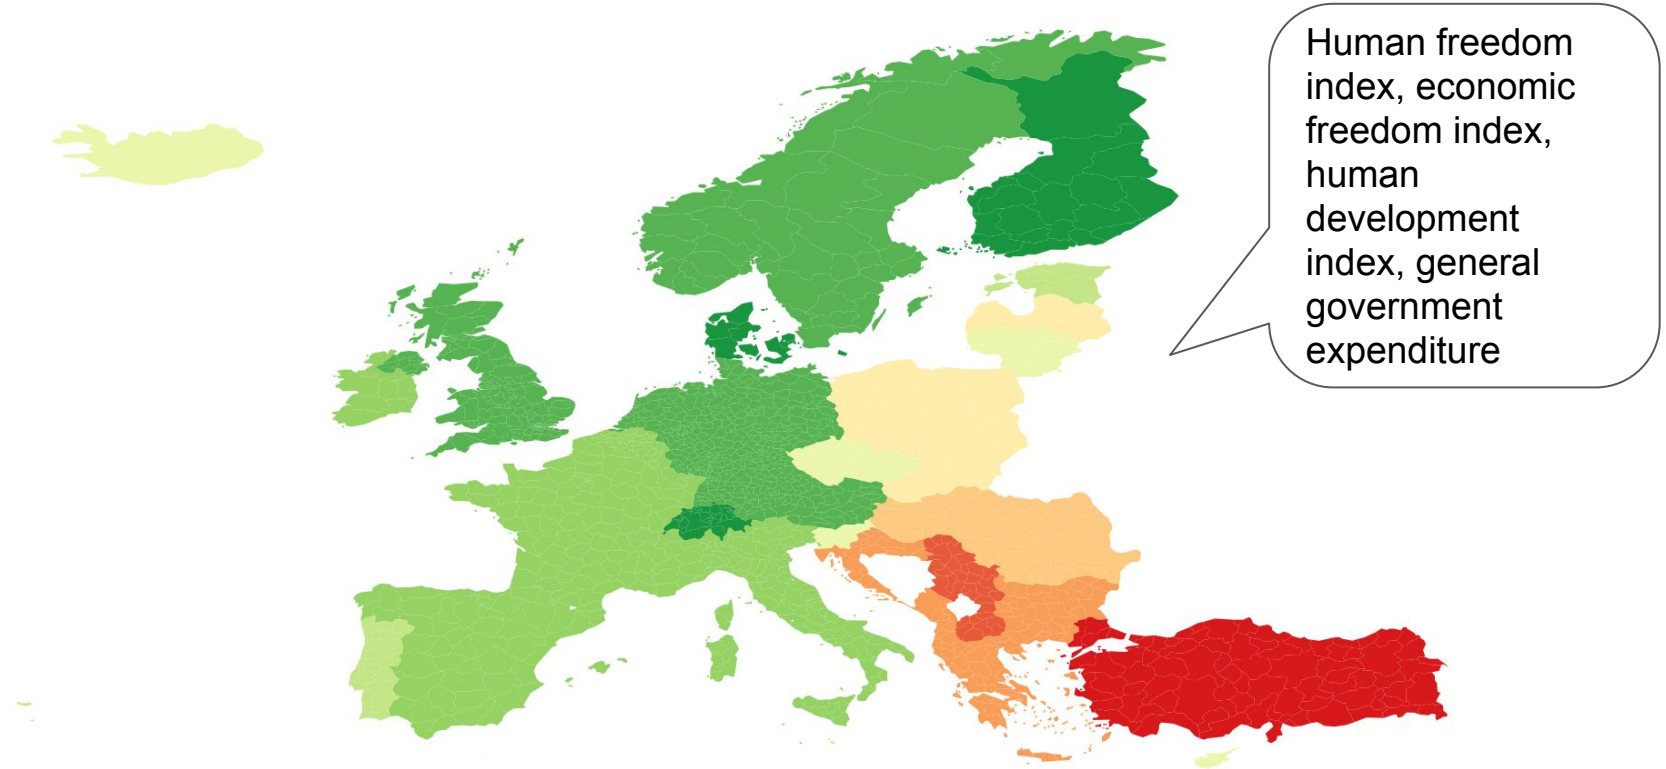 Human freedom
index, economic
freedom index,
human
development
index, general
government
expenditure